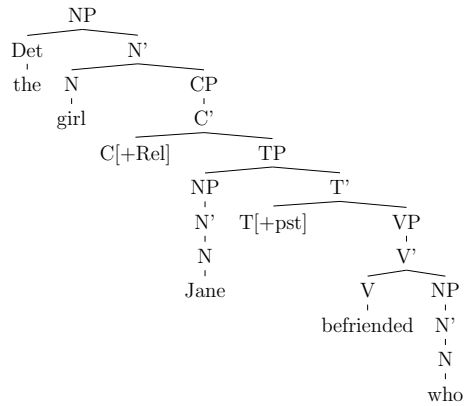 NP
Det N'
the N CP
girl C'
C[+Rel] TP
NP T'
N' T[+pst] VP
N V'
Jane V NP
befriended N'
N
who